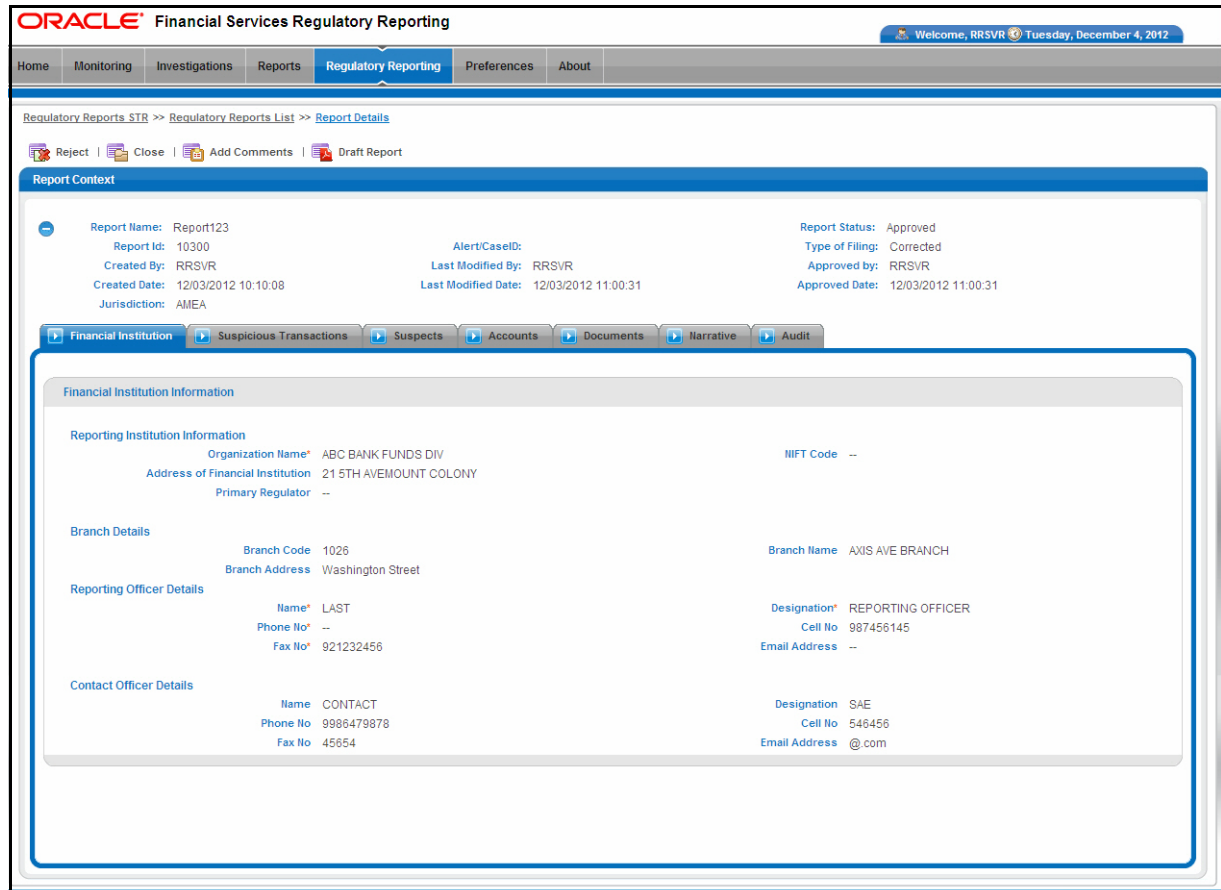 ORACLE Financial Services Regulatory Reporting
Welcome, RRSVR Tuesday, December 4, 2012
Home Monitoring Investigations Reports Regulatory Reporting Preferences About
Regulatory Reports STR >> Regulatory Reports List >> Report Details
Reject | Close | Add Comments | Draft Report
Report Context
Report Name: Report123 Report Status: Approved
Report Id: 10300 Alert/CaseID: Type of Filing: Corrected
Created By: RRSVR Last Modified By: RRSVR Approved by: RRSVR
Created Date: 12/03/2012 10:10:08 Last Modified Date: 12/03/2012 11:00:31 Approved Date: 12/03/2012 11:00:31
Jurisdiction: AMEA
Financial Institution Suspicious Transactions Suspects Accounts Documents Narrative Audit
Financial Institution Information
Reporting Institution Information
Organization Name* ABC BANK FUNDS DIV NIFT Code --
Address of Financial Institution 21 5TH AVEMOUNT COLONY
Primary Regulator --
Branch Details
Branch Code 1026 Branch Name AXIS AVE BRANCH
Branch Address Washington Street
Reporting Officer Details
Name* LAST Designation* REPORTING OFFICER
Phone No* -- Cell No 987456145
Fax No* 921232456 Email Address --
Contact Officer Details
Name CONTACT Designation SAE
Phone No 9986479878 Cell No 546456
Fax No 45654 Email Address @.com